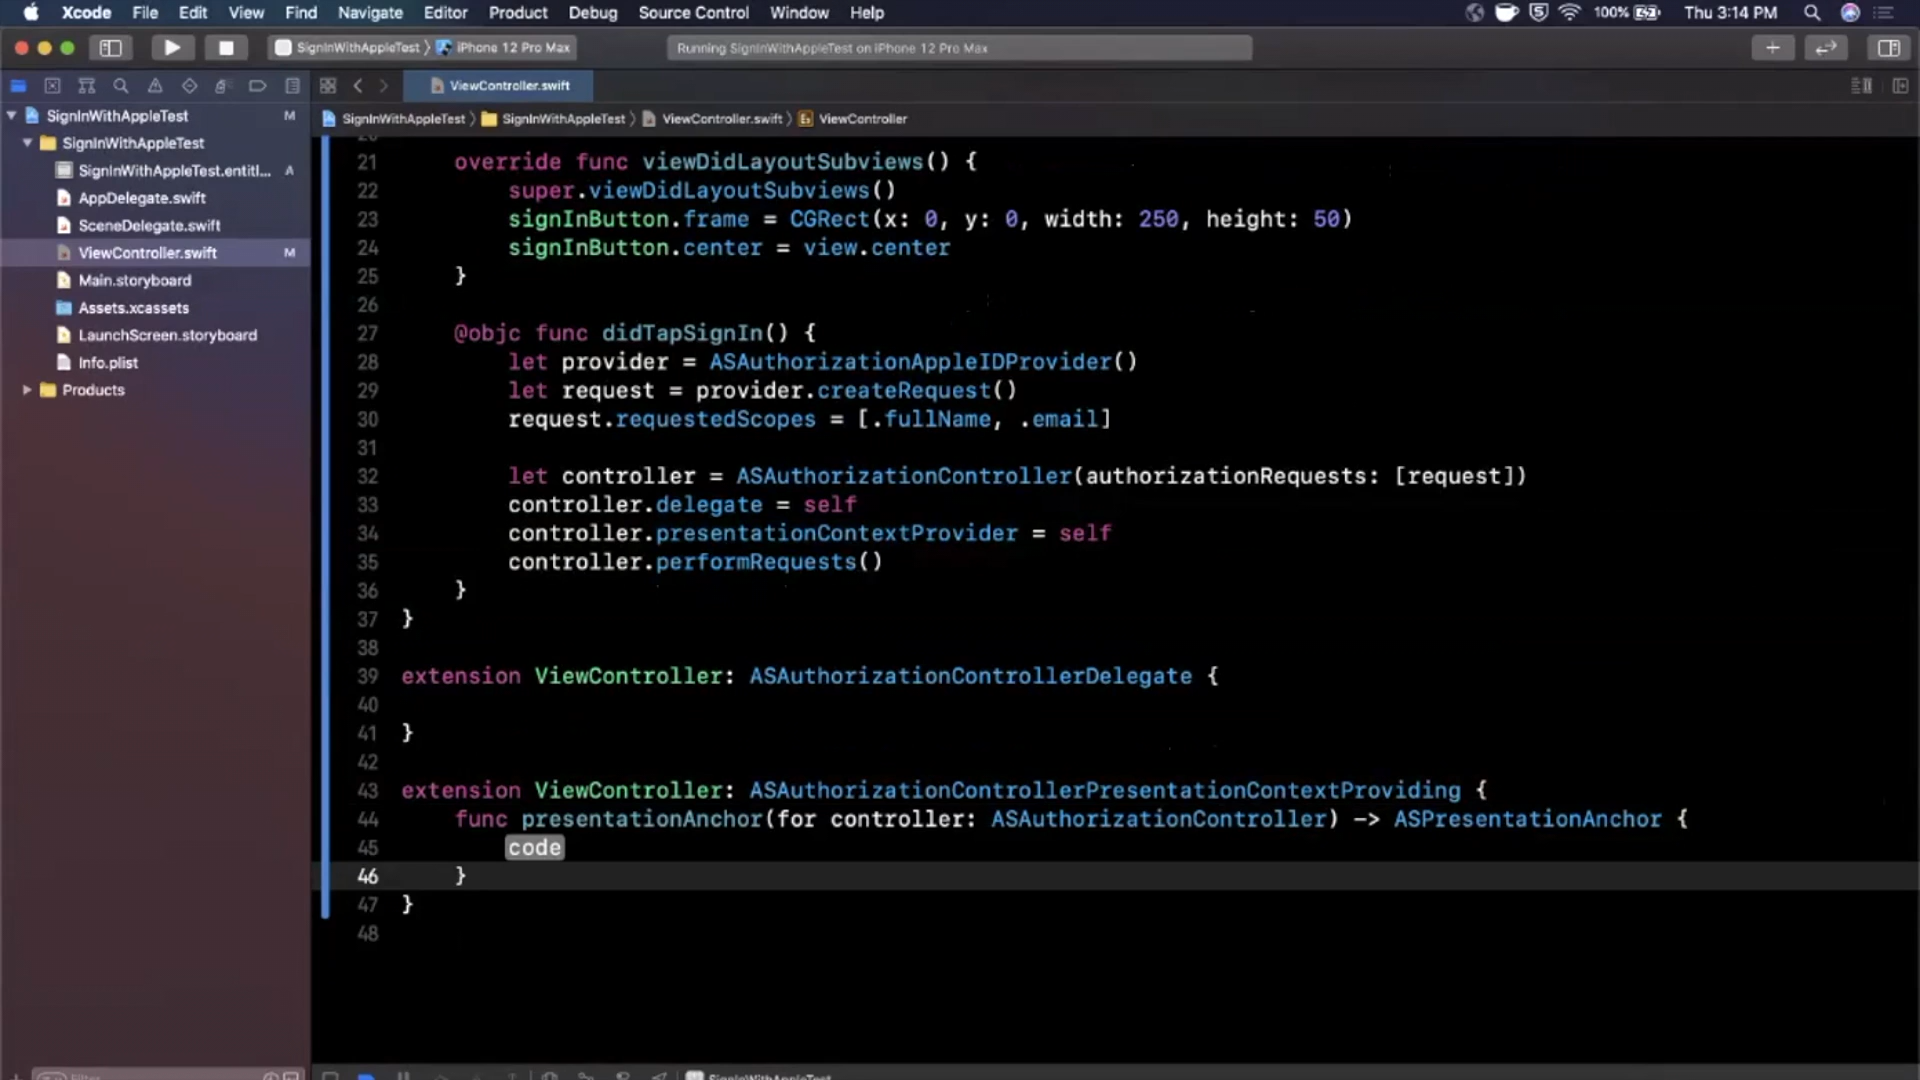 Xcode File Edit View Find Navigate Editor Product Debug Source Control Window Help 100% Thu 3:14 PM
SignInWithAppleTest iPhone 12 Pro Max Running SignInWithAppleTest on iPhone 12 Pro Max
ViewController.swift
SignInWithAppleTest SignInWithAppleTest ViewController.swift ViewController
SignInWithAppleTest M
SignInWithAppleTest
SignInWithAppleTest.entitl... A
AppDelegate.swift
SceneDelegate.swift
ViewController.swift M
Main.storyboard
Assets.xcassets
LaunchScreen.storyboard
Info.plist
Products
21 override func viewDidLayoutSubviews() {
22 super.viewDidLayoutSubviews()
23 signInButton.frame = CGRect(x: 0, y: 0, width: 250, height: 50)
24 signInButton.center = view.center
25 }
26
27 @objc func didTapSignIn() {
28 let provider = ASAuthorizationAppleIDProvider()
29 let request = provider.createRequest()
30 request.requestedScopes = [.fullName, .email]
31
32 let controller = ASAuthorizationController(authorizationRequests: [request])
33 controller.delegate = self
34 controller.presentationContextProvider = self
35 controller.performRequests()
36 }
37 }
38
39 extension ViewController: ASAuthorizationControllerDelegate {
40
41 }
42
43 extension ViewController: ASAuthorizationControllerPresentationContextProviding {
44 func presentationAnchor(for controller: ASAuthorizationController) -> ASPresentationAnchor {
45 code
46 }
47 }
48
SignInWithAppleTest